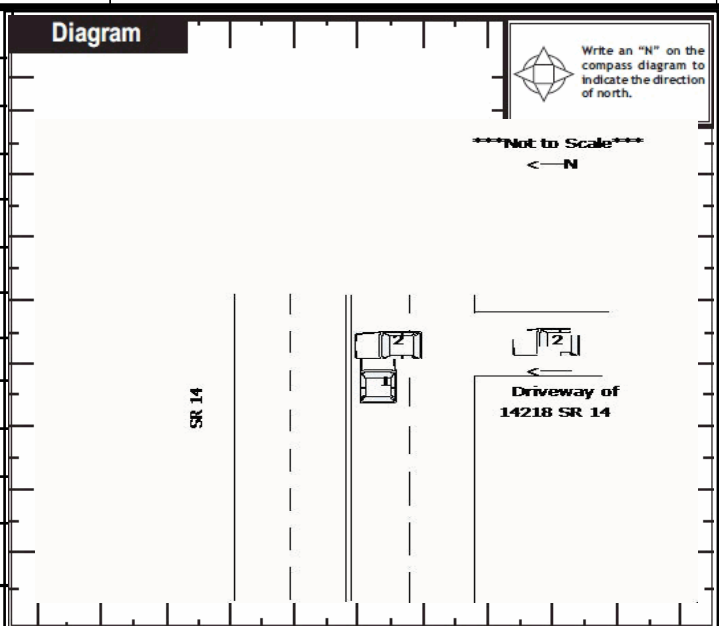 Diagram
Write an “N” on the
compass diagram to
indicate the direction
of north.
***Not to Scale***
<—N
2
2
1
<—
Driveway of
14218 SR 14
SR 14